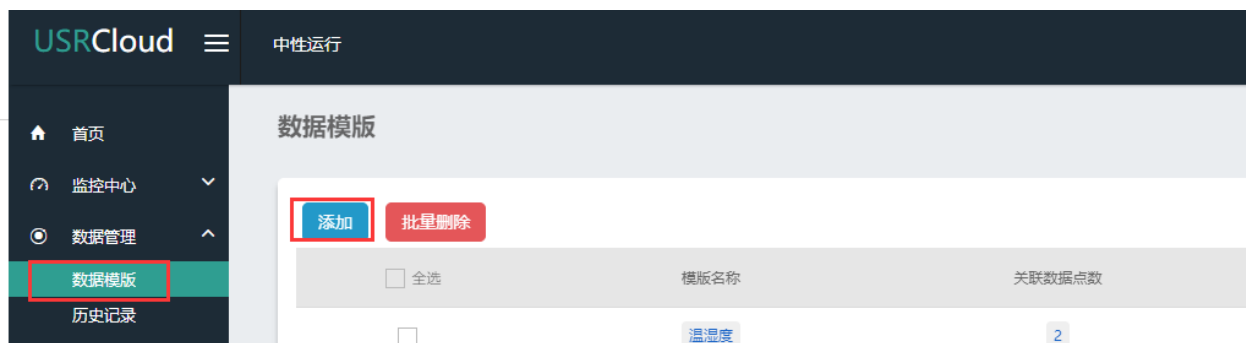 USRCloud 中性运行
首页
数据模版
监控中心
添加 批量删除
数据管理
全选 模版名称 关联数据点数
数据模版
历史记录
温湿度 2